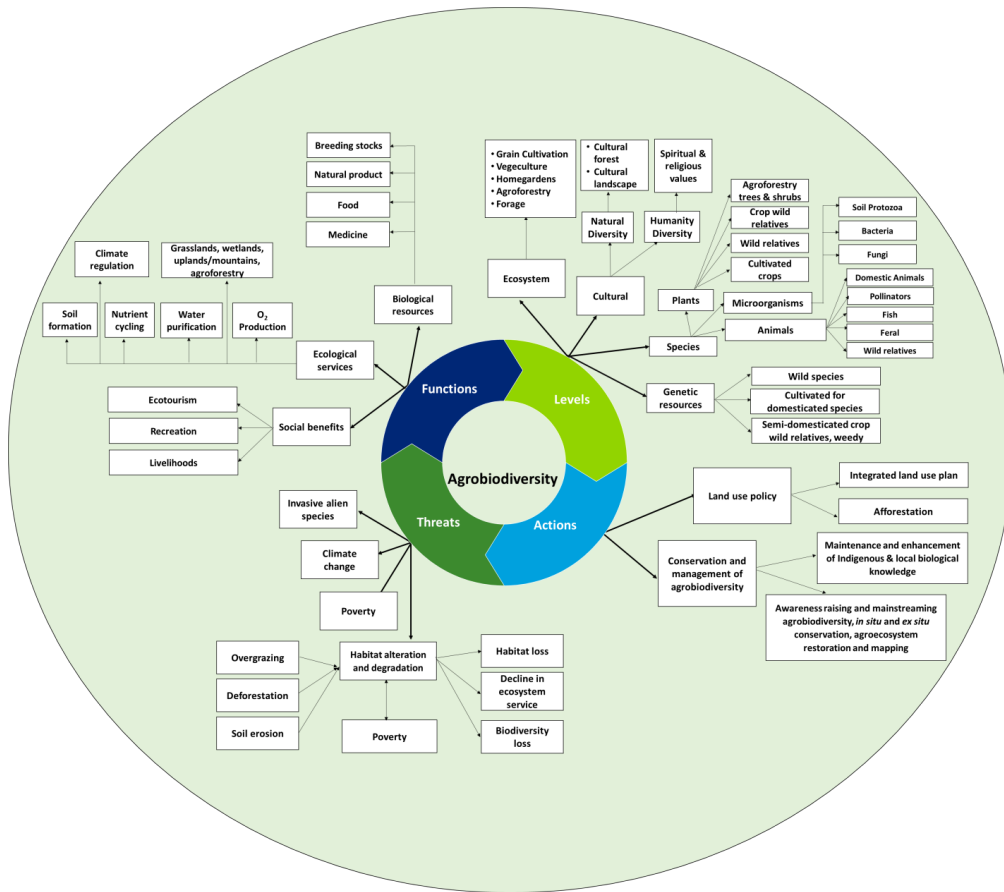 Breeding stocks
Natural product
Food
Medicine
• Grain Cultivation
• Vegeculture
• Homegardens
• Agroforestry
• Forage
• Cultural
forest
• Cultural
landscape
Spiritual &
religious
values
Natural
Diversity
Humanity
Diversity
Agroforestry
trees & shrubs
Crop wild
relatives
Wild relatives
Cultivated
crops
Soil Protozoa
Bacteria
Fungi
Domestic Animals
Pollinators
Fish
Feral
Wild relatives
Climate
regulation
Grasslands, wetlands,
uplands/mountains,
agroforestry
Soil
formation
Nutrient
cycling
Water
purification
O₂
Production
Biological
resources
Ecological
services
Social benefits
Ecotourism
Recreation
Livelihoods
Ecosystem
Cultural
Plants
Microorganisms
Animals
Species
Genetic
resources
Wild species
Cultivated for
domesticated species
Semi-domesticated crop
wild relatives, weedy
Functions
Levels
Agrobiodiversity
Threats
Actions
Invasive alien
species
Climate
change
Poverty
Habitat alteration
and degradation
Overgrazing
Deforestation
Soil erosion
Poverty
Habitat loss
Decline in
ecosystem
service
Biodiversity
loss
Land use policy
Integrated land use plan
Afforestation
Conservation and
management of
agrobiodiversity
Maintenance and enhancement
of Indigenous & local biological
knowledge
Awareness raising and mainstreaming
agrobiodiversity, in situ and ex situ
conservation, agroecosystem
restoration and mapping